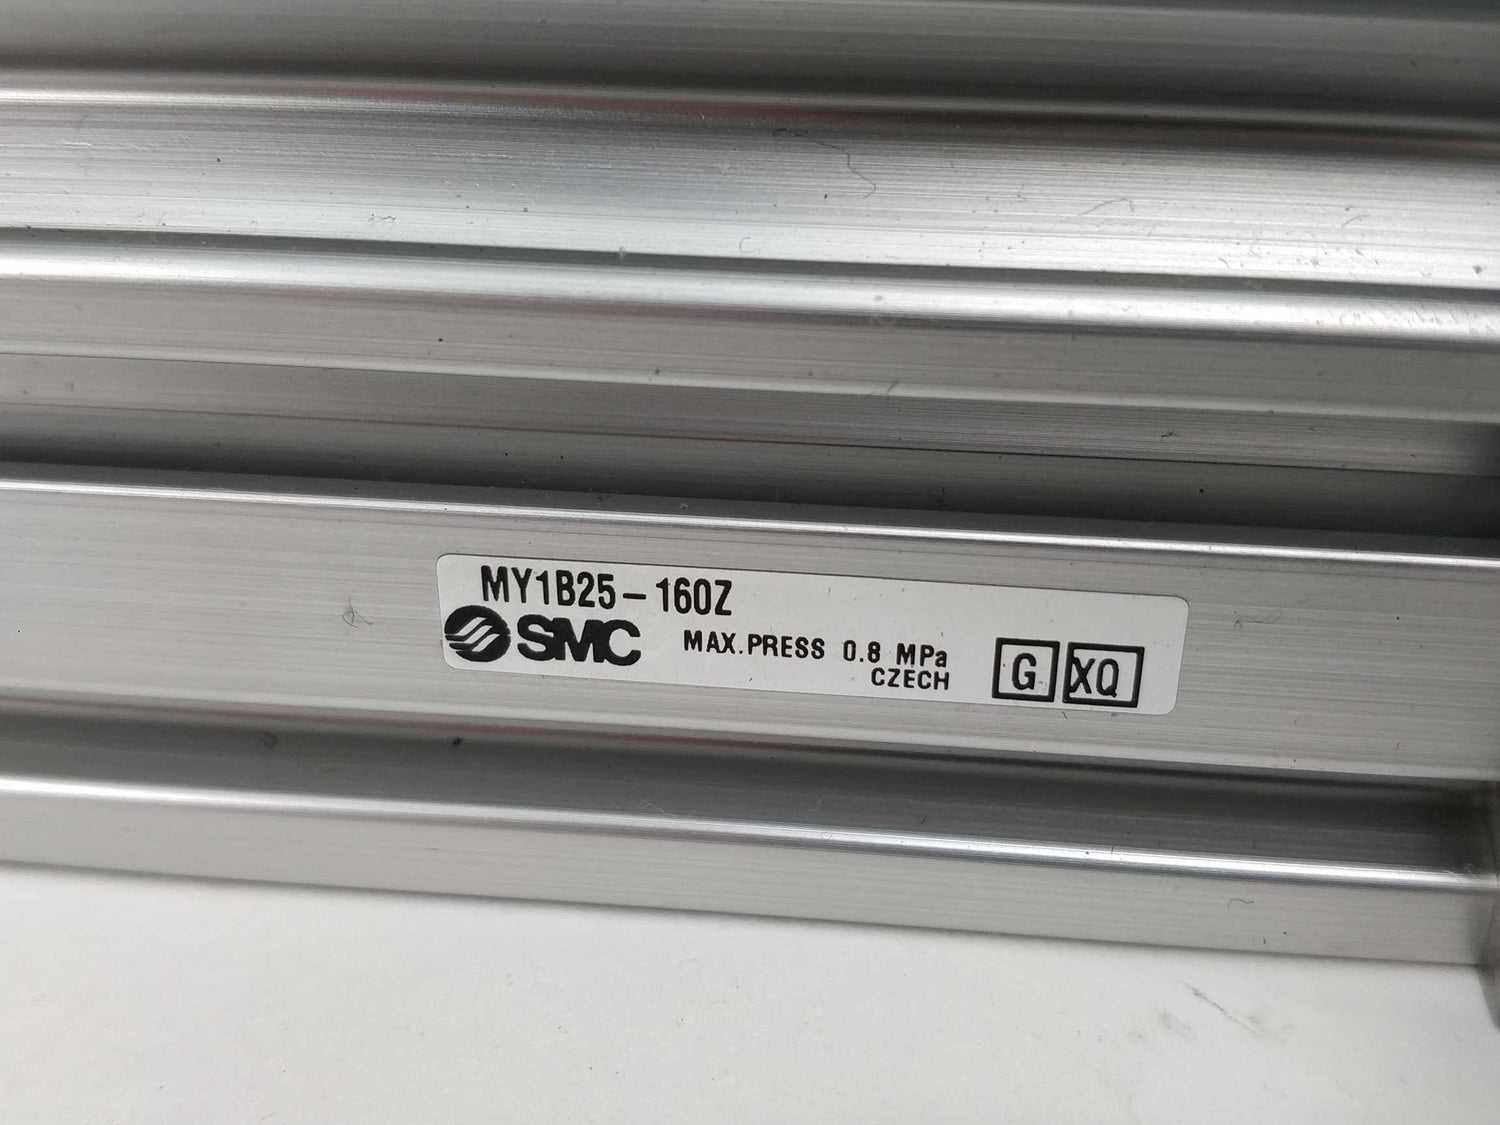 MY1B25-160Z
SMC MAX.PRESS 0.8 MPa
CZECH
G XQ